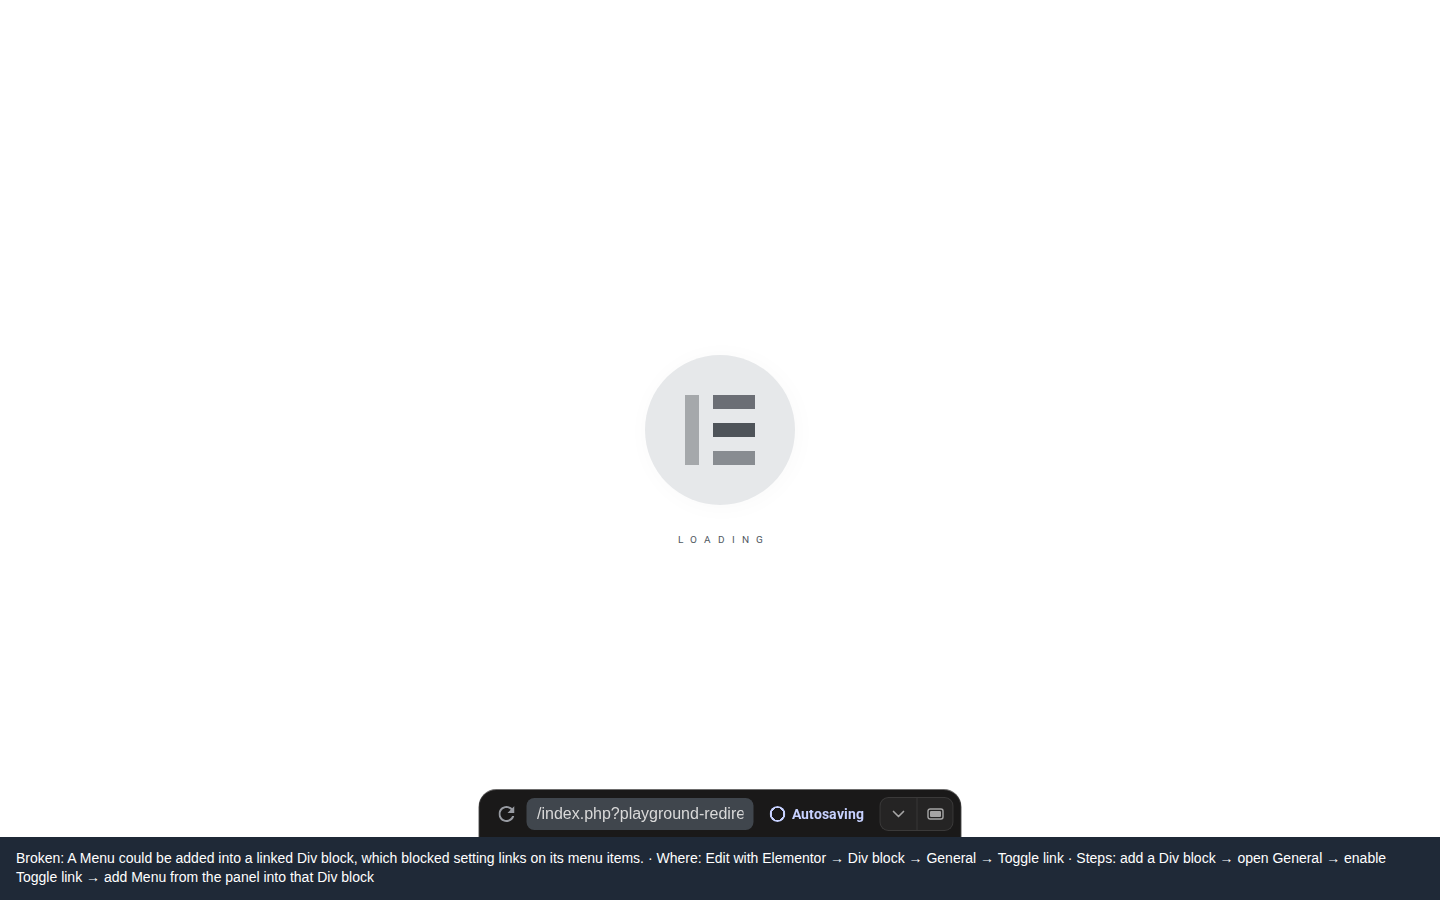 LOADING
/index.php?playground-redire
Autosaving
Broken: A Menu could be added into a linked Div block, which blocked setting links on its menu items. · Where: Edit with Elementor → Div block → General → Toggle link · Steps: add a Div block → open General → enable
Toggle link → add Menu from the panel into that Div block